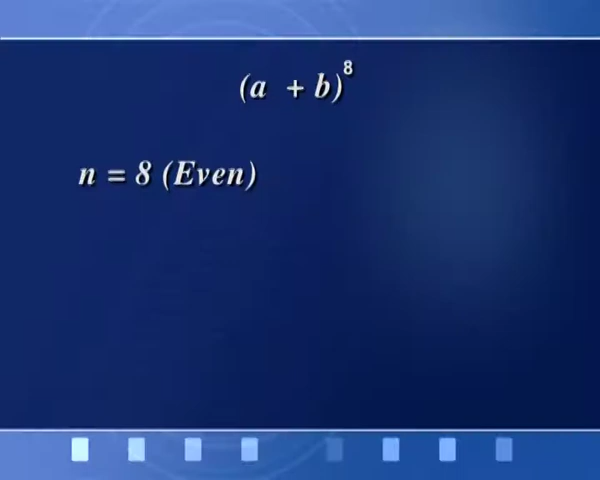 (a + b)⁸
n = 8 (Even)